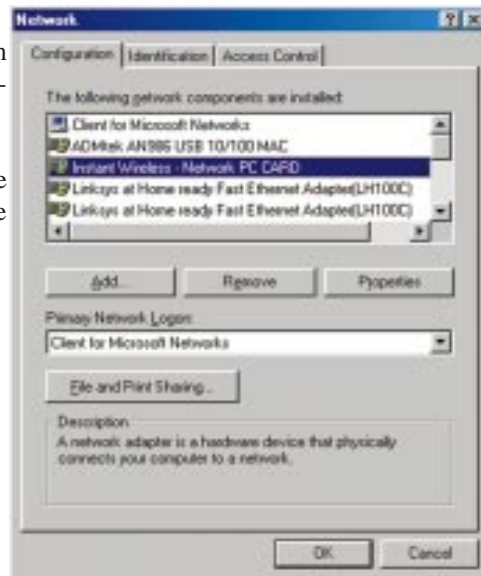 Network
Configuration Identification Access Control
The following network components are installed:
Client for Microsoft Networks
ADMtek AN986 USB 10/100 MAC
Instant Wireless - Network PC CARD
Linksys at Home ready Fast Ethernet Adapter(LH100C)
Linksys at Home ready Fast Ethernet Adapter(LH100C)
Add... Remove Properties
Primary Network Logon:
Client for Microsoft Networks
File and Print Sharing...
Description
A network adapter is a hardware device that physically
connects your computer to a network.
OK Cancel